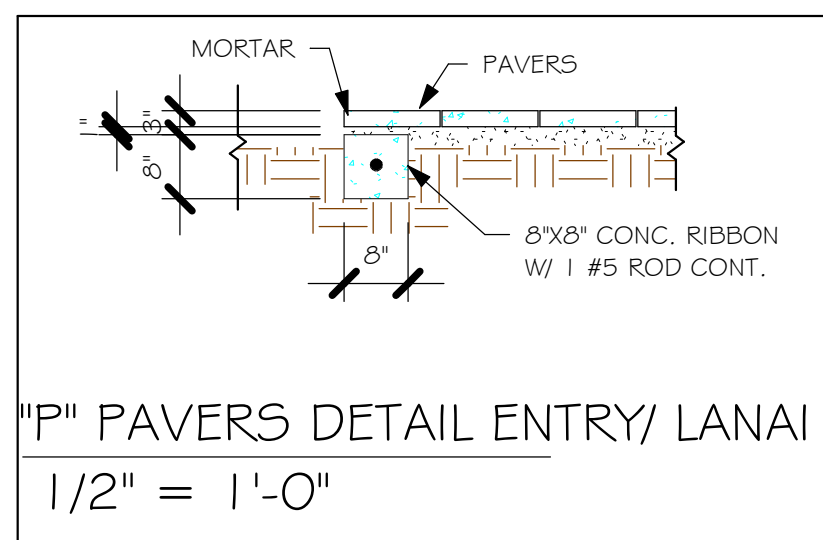 MORTAR
PAVERS
1"
3"
8"
8"
8"X8" CONC. RIBBON
W/ 1 #5 ROD CONT.
"P" PAVERS DETAIL ENTRY/ LANAI
1/2" = 1'-0"